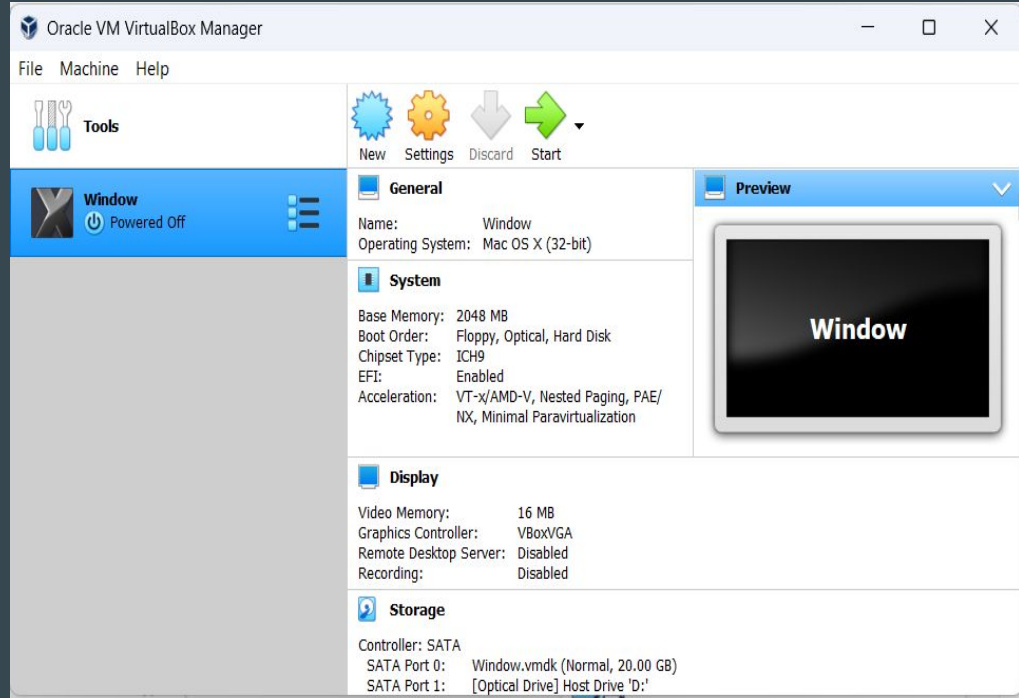 Oracle VM VirtualBox Manager
File Machine Help
Tools
New Settings Discard Start
Window
Powered Off
General
Name: Window
Operating System: Mac OS X (32-bit)
System
Base Memory: 2048 MB
Boot Order: Floppy, Optical, Hard Disk
Chipset Type: ICH9
EFI: Enabled
Acceleration: VT-x/AMD-V, Nested Paging, PAE/
NX, Minimal Paravirtualization
Preview
Window
Display
Video Memory: 16 MB
Graphics Controller: VBoxVGA
Remote Desktop Server: Disabled
Recording: Disabled
Storage
Controller: SATA
SATA Port 0: Window.vmdk (Normal, 20.00 GB)
SATA Port 1: [Optical Drive] Host Drive 'D:'